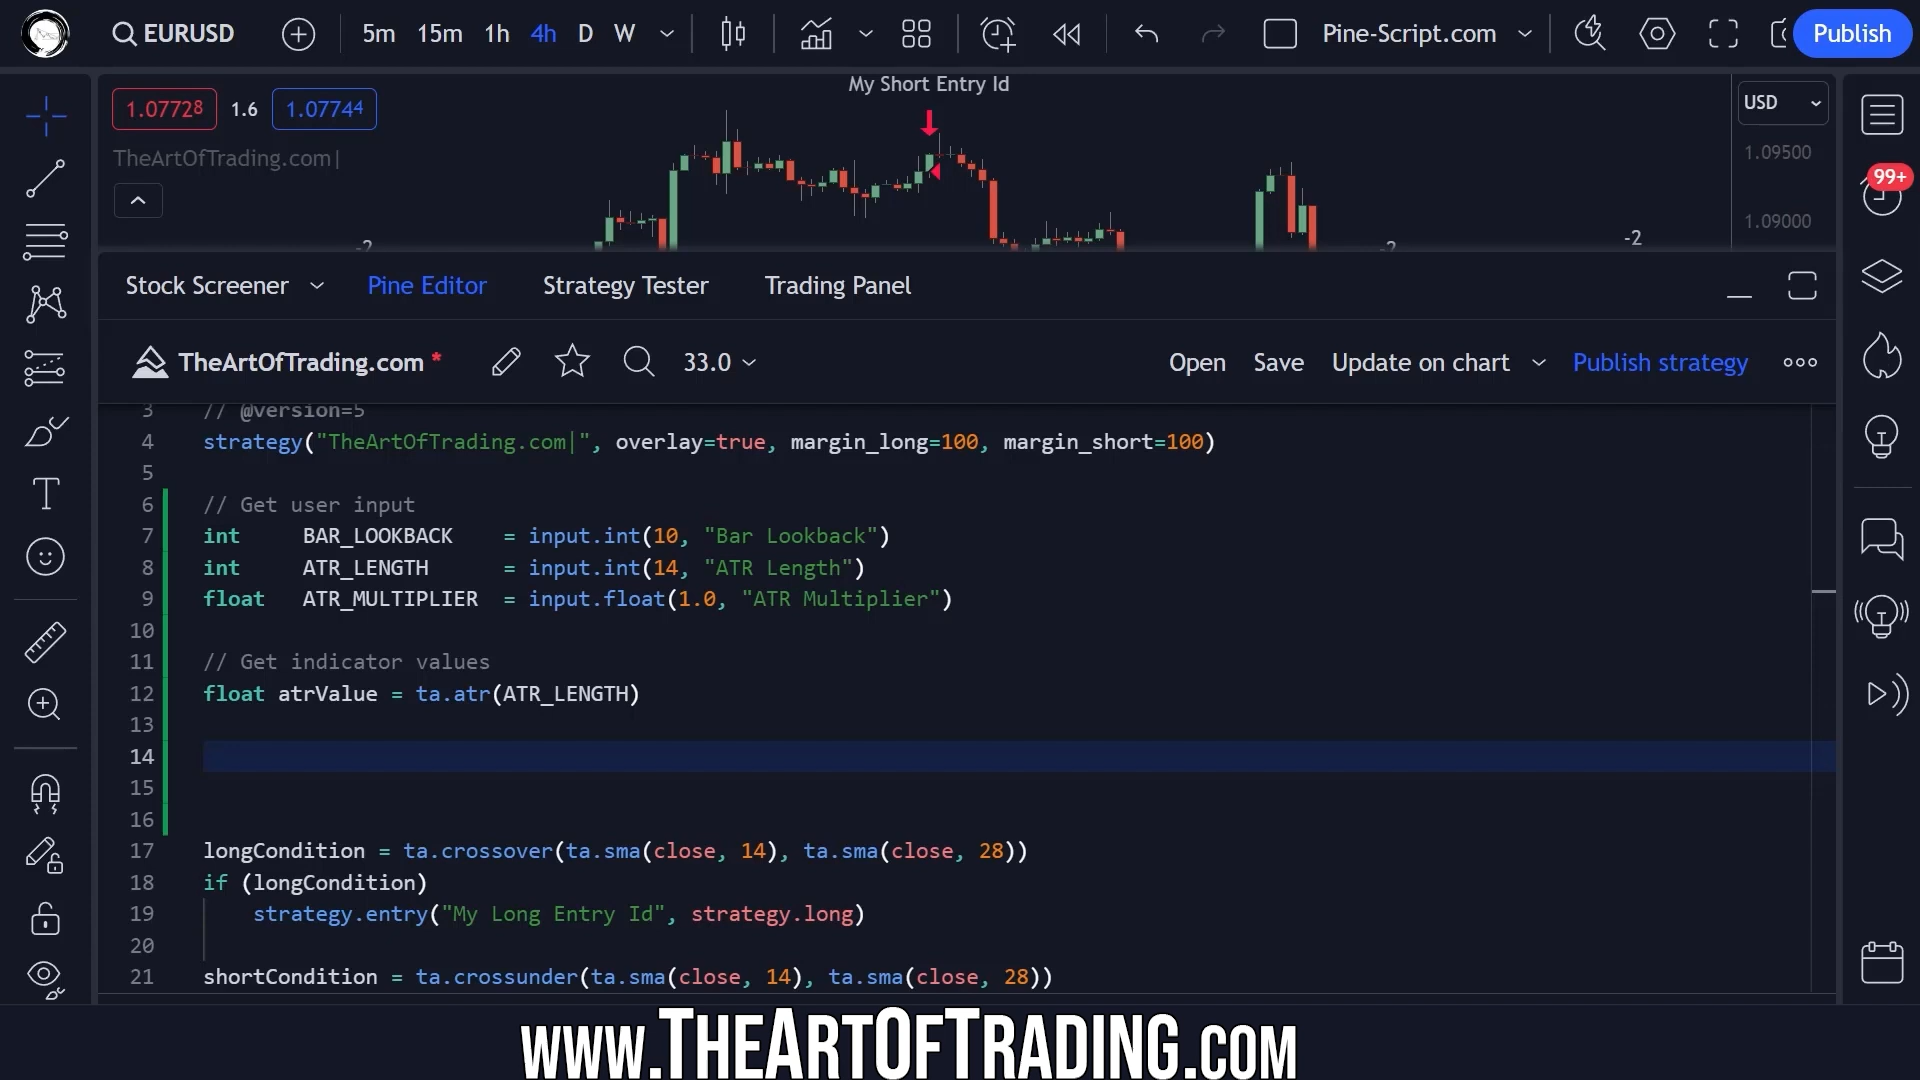 EURUSD 5m 15m 1h 4h D W Pine-Script.com Publish
My Short Entry Id
1.07728 1.6 1.07744 USD
TheArtOfTrading.com|
1.09500
99+
1.09000
-2 -2 -2
Stock Screener Pine Editor Strategy Tester Trading Panel
TheArtOfTrading.com * 33.0 Open Save Update on chart Publish strategy
3 // @version=5
4 strategy("TheArtOfTrading.com|", overlay=true, margin_long=100, margin_short=100)
5
6 // Get user input
7 int BAR_LOOKBACK = input.int(10, "Bar Lookback")
8 int ATR_LENGTH = input.int(14, "ATR Length")
9 float ATR_MULTIPLIER = input.float(1.0, "ATR Multiplier")
10
11 // Get indicator values
12 float atrValue = ta.atr(ATR_LENGTH)
13
14
15
16
17 longCondition = ta.crossover(ta.sma(close, 14), ta.sma(close, 28))
18 if (longCondition)
19 strategy.entry("My Long Entry Id", strategy.long)
20
21 shortCondition = ta.crossunder(ta.sma(close, 14), ta.sma(close, 28))
www.TheArtOfTrading.com